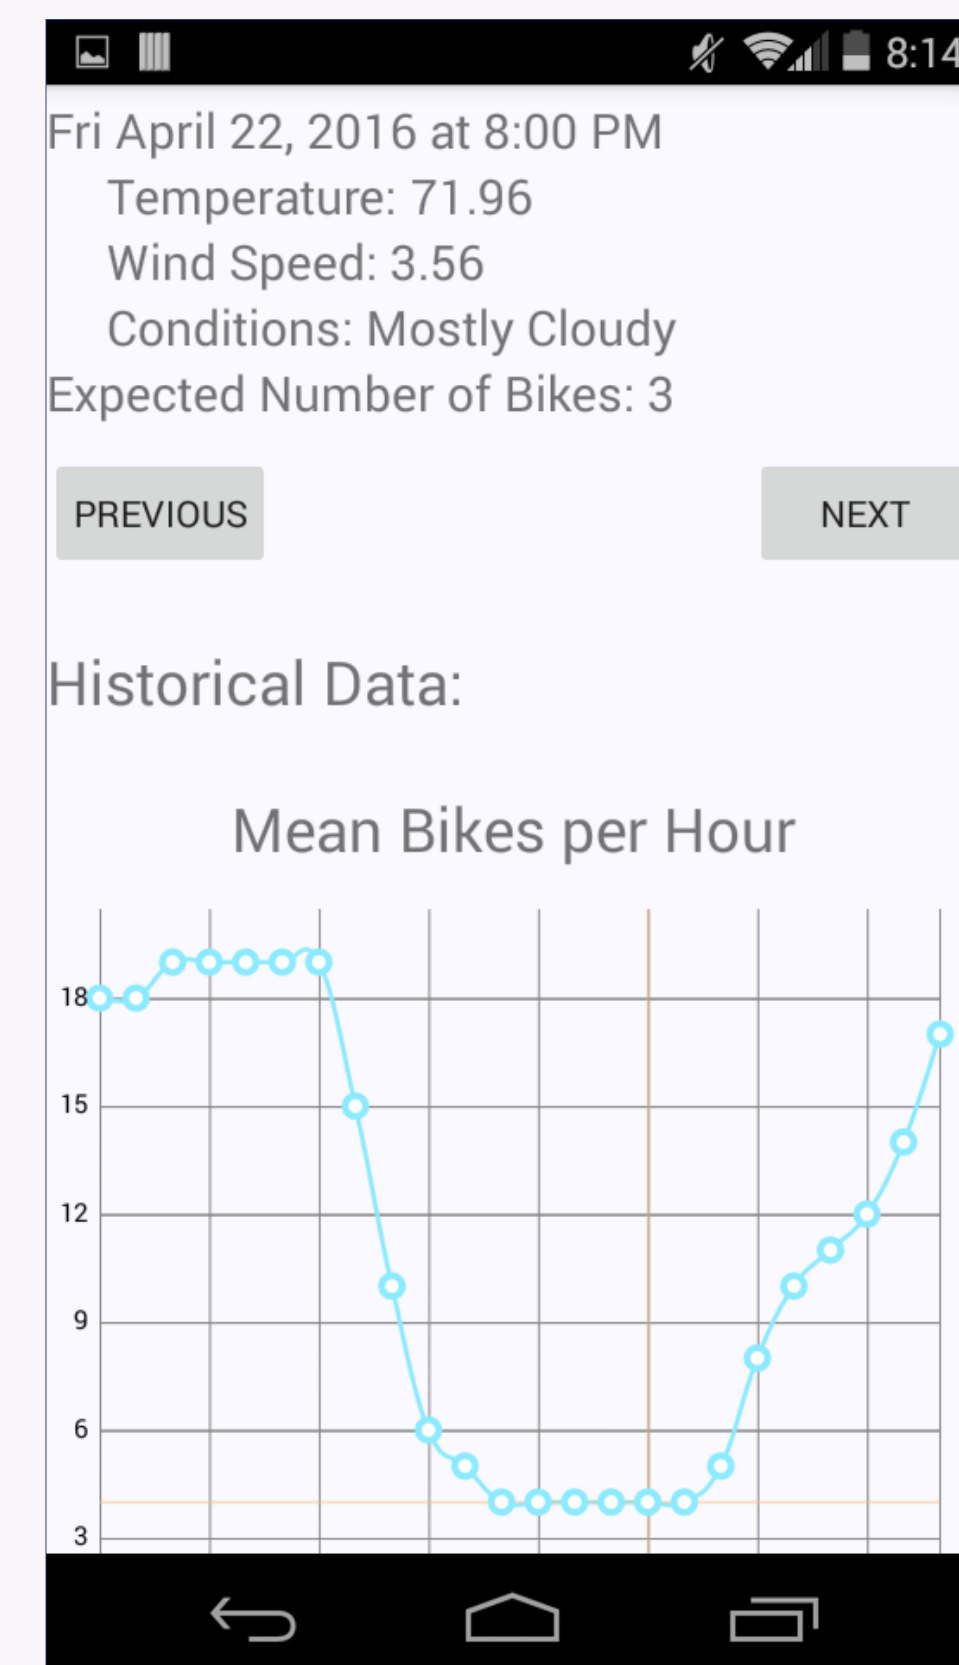 8:14
Fri April 22, 2016 at 8:00 PM
Temperature: 71.96
Wind Speed: 3.56
Conditions: Mostly Cloudy
Expected Number of Bikes: 3
PREVIOUS
NEXT
Historical Data:
Mean Bikes per Hour
18
15
12
9
6
3